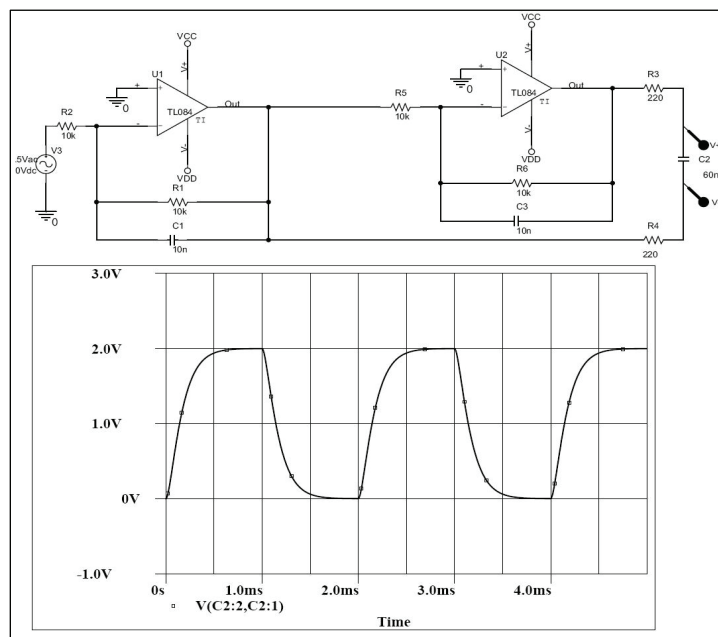 VCC
U1
V+
+
TL084
Out
-
TI
V-
VDD
0
R2
10k
V3
.5Vac
0Vdc
0
R1
10k
C1
10n
VCC
U2
V+
+
TL084
Out
-
TI
V-
VDD
0
R5
10k
R6
10k
C3
10n
R3
220
V+
C2
60n
V-
R4
220
3.0V
2.0V
1.0V
0V
-1.0V
0s 1.0ms 2.0ms 3.0ms 4.0ms
V(C2:2,C2:1)
Time